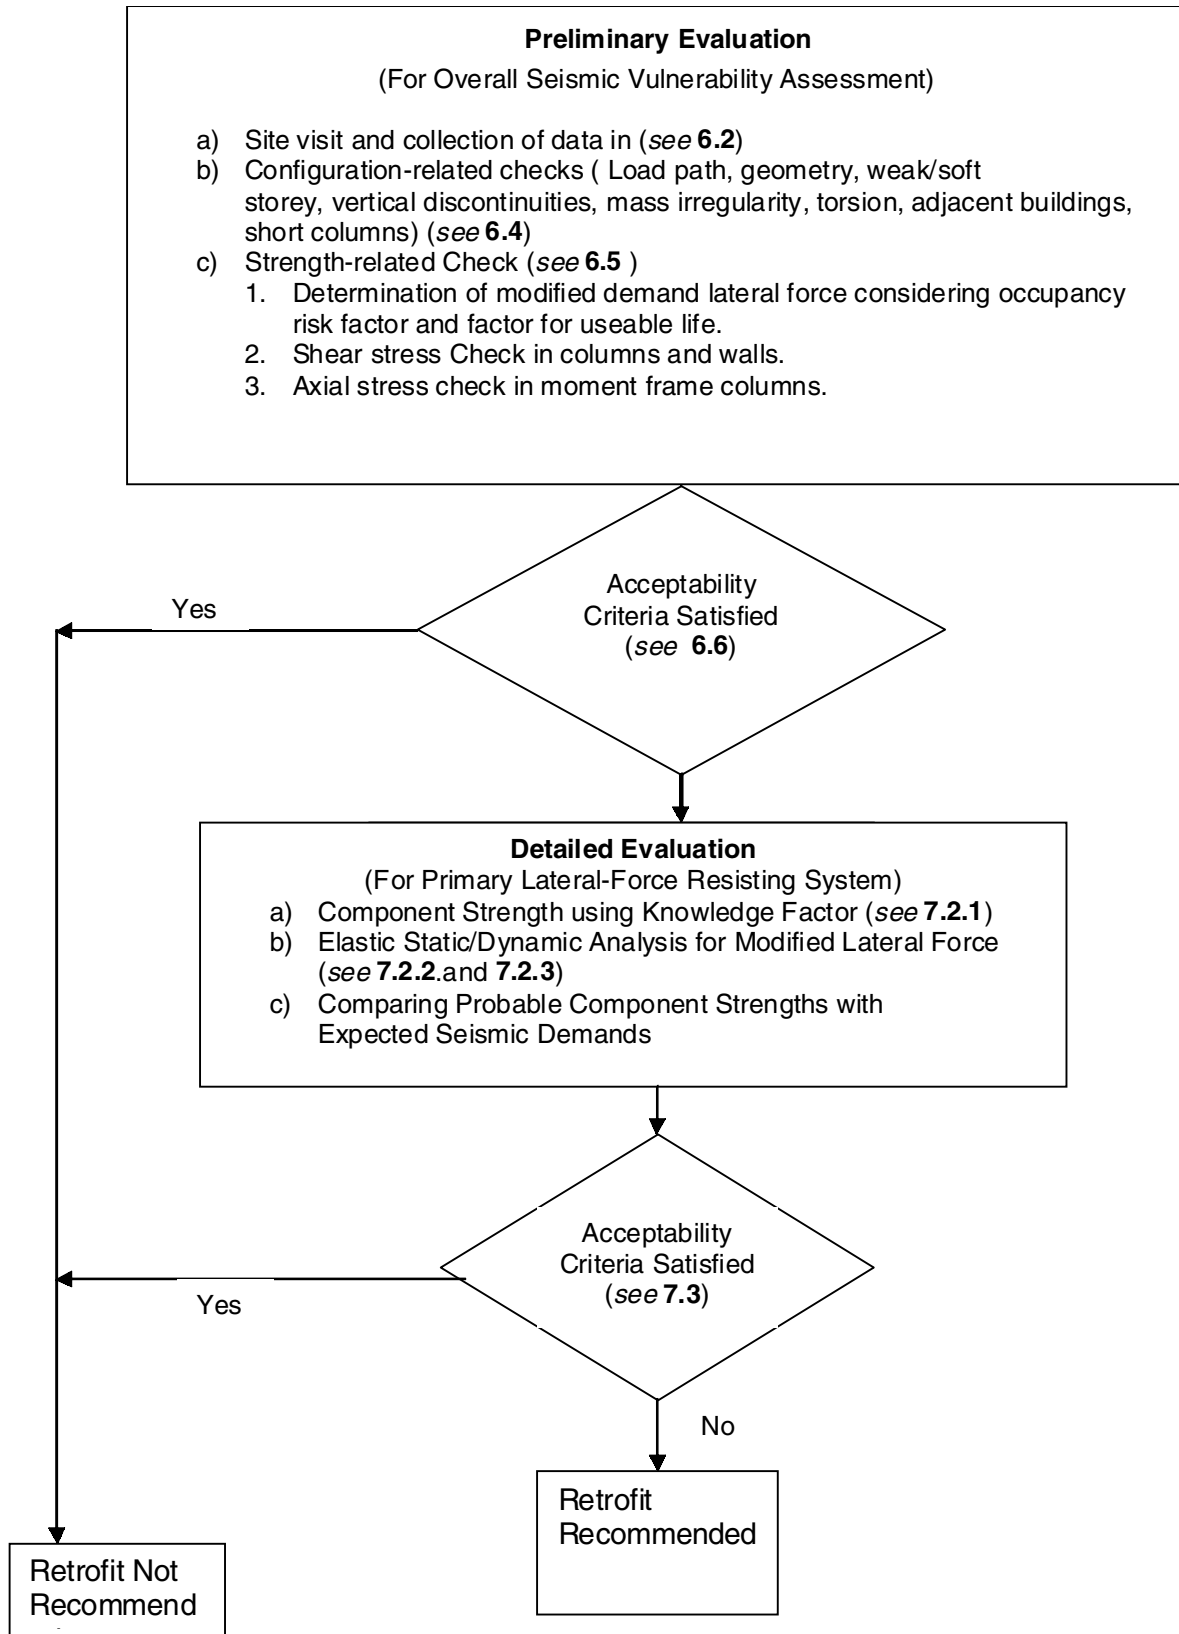 Preliminary Evaluation
(For Overall Seismic Vulnerability Assessment)
a) Site visit and collection of data in (see 6.2)
b) Configuration-related checks ( Load path, geometry, weak/soft
storey, vertical discontinuities, mass irregularity, torsion, adjacent buildings,
short columns) (see 6.4)
c) Strength-related Check (see 6.5 )
1. Determination of modified demand lateral force considering occupancy
risk factor and factor for useable life.
2. Shear stress Check in columns and walls.
3. Axial stress check in moment frame columns.
Acceptability
Criteria Satisfied
(see 6.6)
Yes
Detailed Evaluation
(For Primary Lateral-Force Resisting System)
a) Component Strength using Knowledge Factor (see 7.2.1)
b) Elastic Static/Dynamic Analysis for Modified Lateral Force
(see 7.2.2.and 7.2.3)
c) Comparing Probable Component Strengths with
Expected Seismic Demands
Acceptability
Criteria Satisfied
(see 7.3)
Yes
No
Retrofit
Recommended
Retrofit Not
Recommend